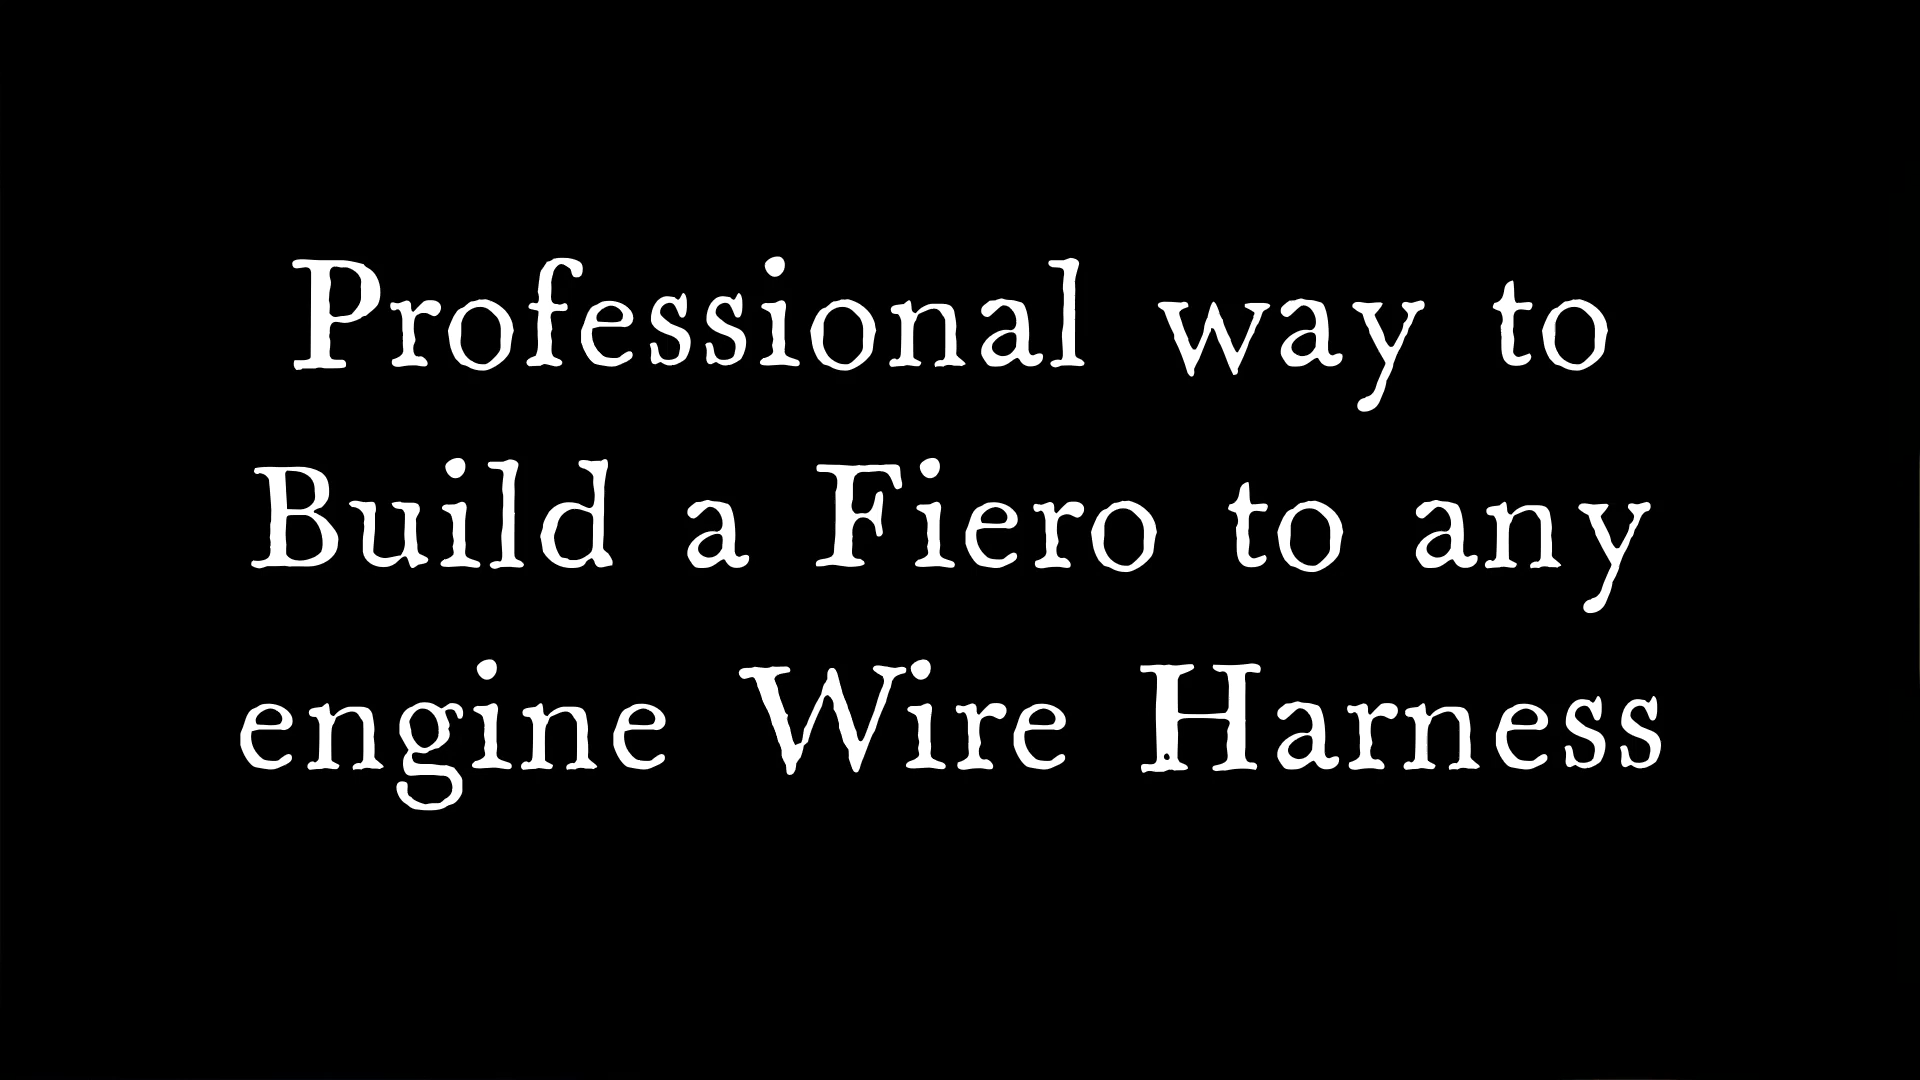 Professional way to
Build a Fiero to any
engine Wire Harness